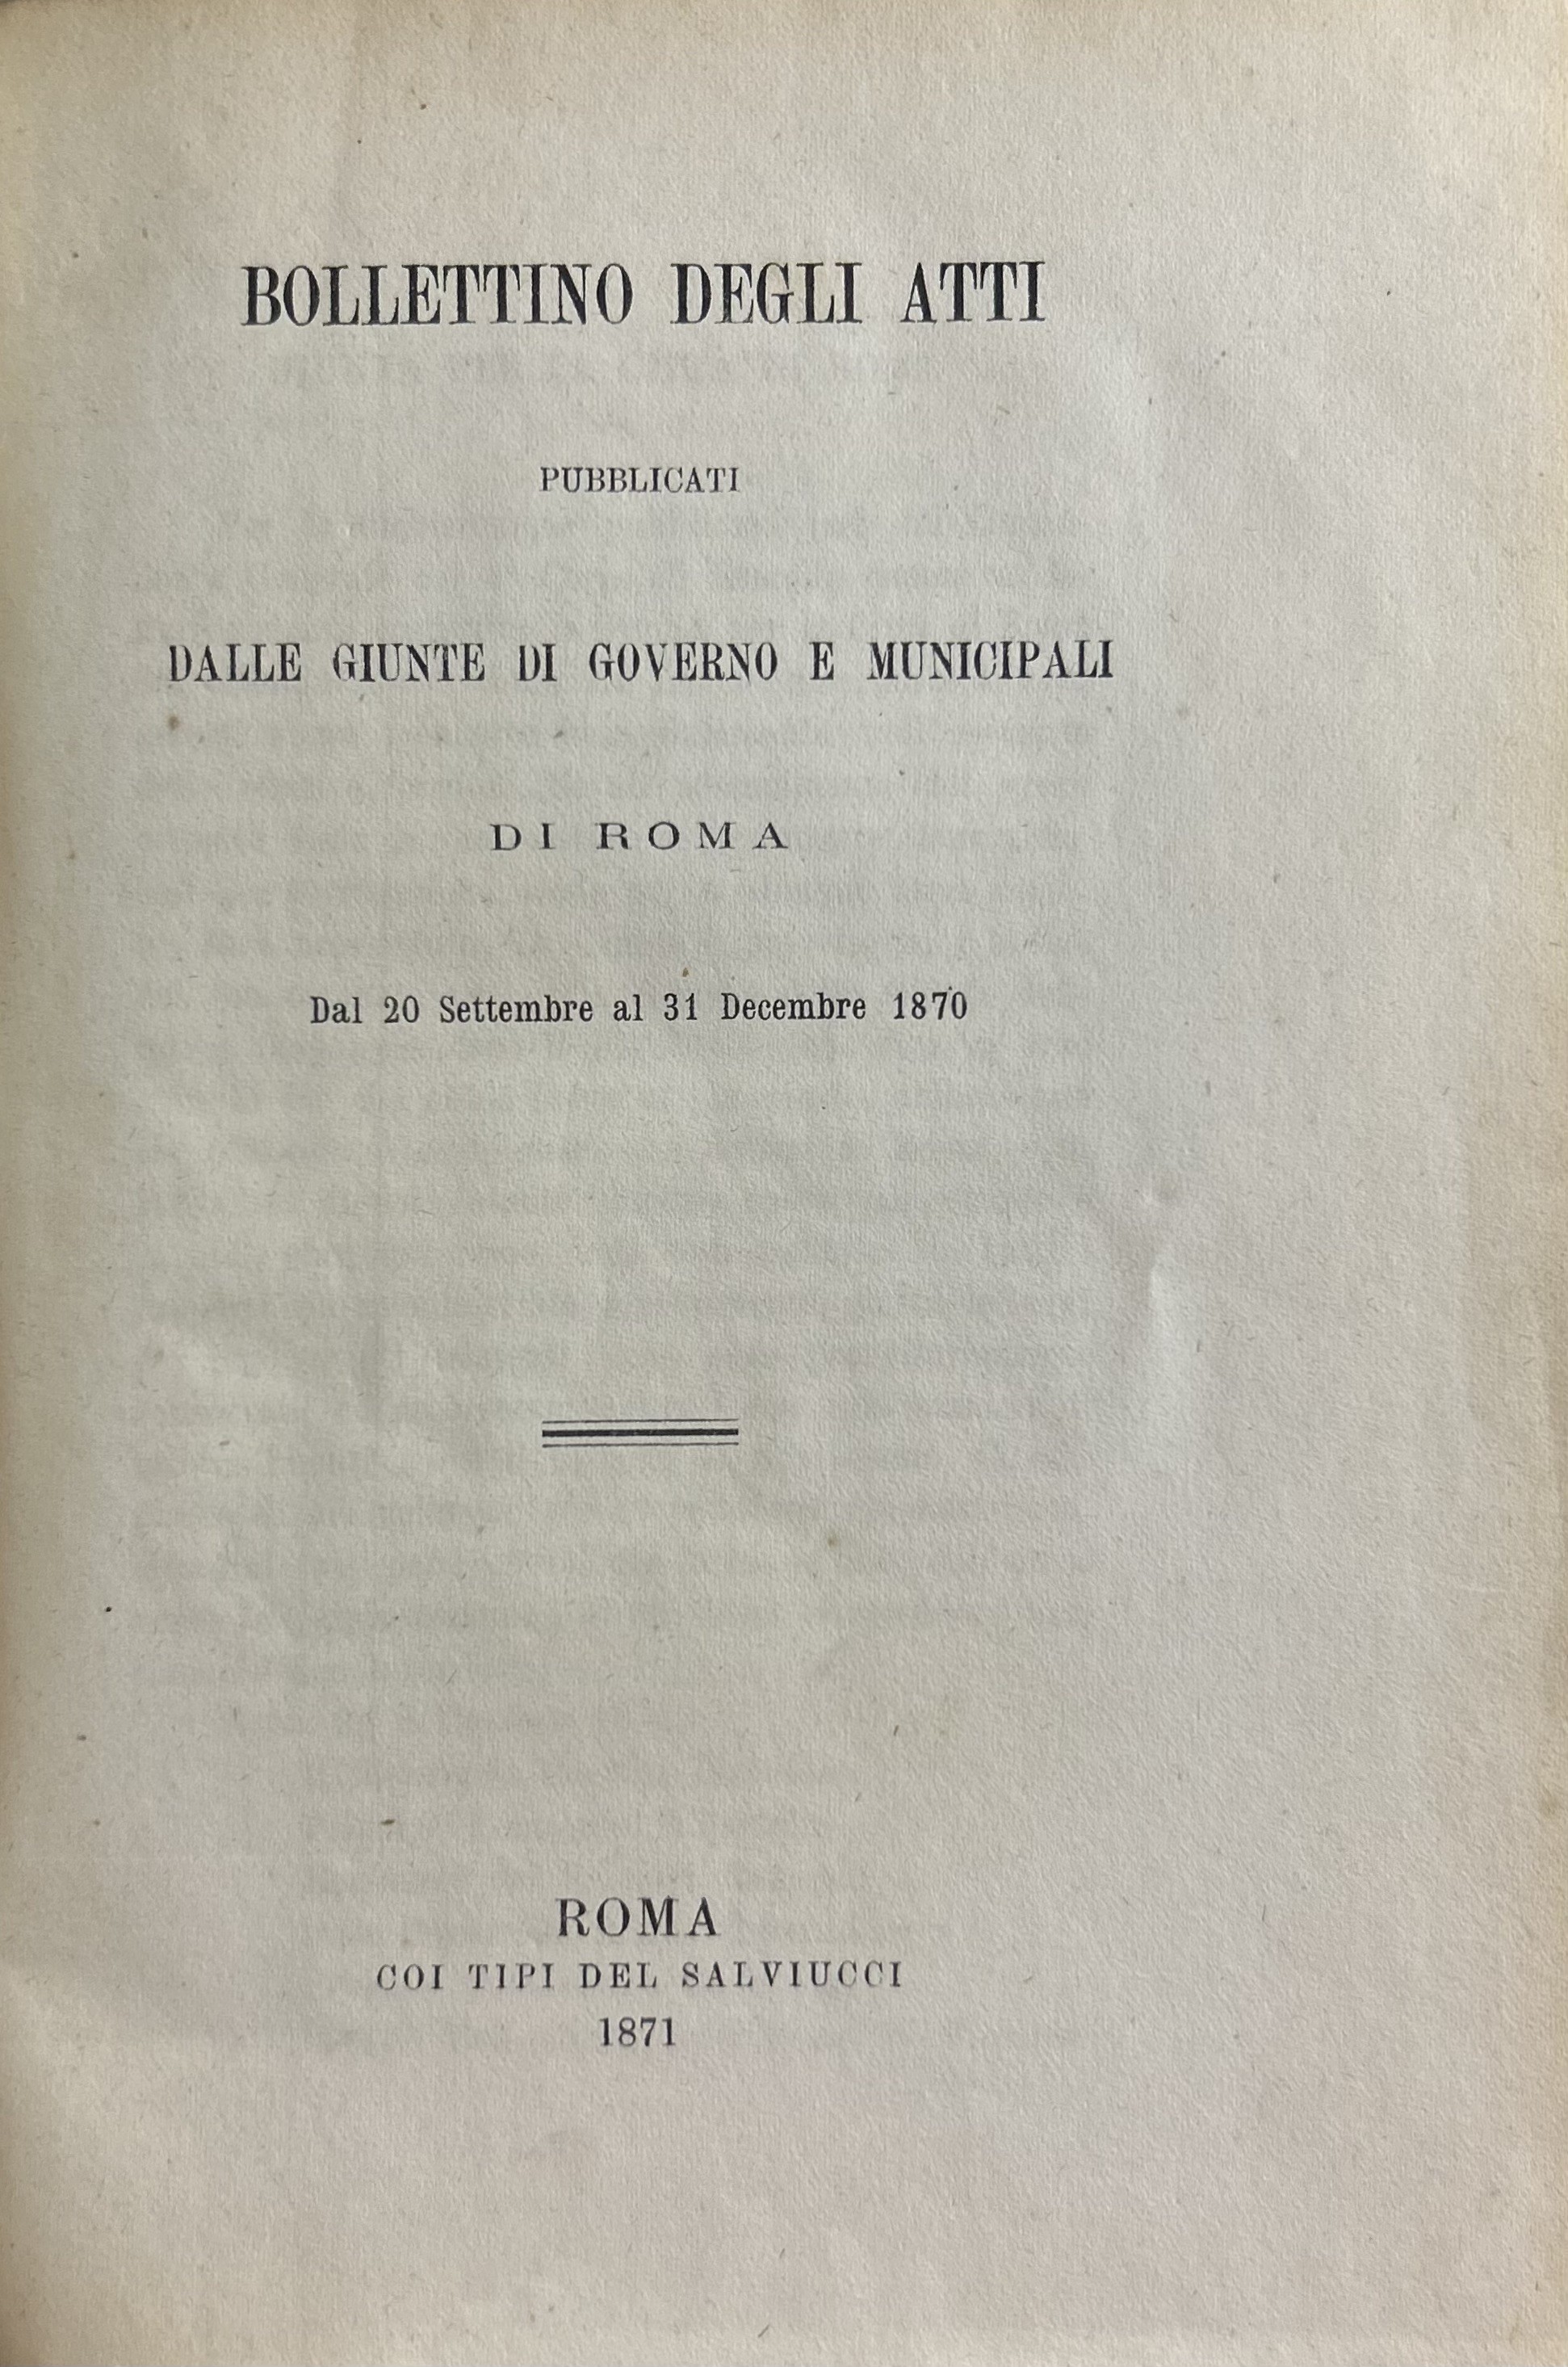 BOLLETTINO DEGLI ATTI
PUBBLICATI
DALLE GIUNTE DI GOVERNO E MUNICIPALI
DI ROMA
Dal 20 Settembre al 31 Decembre 1870
ROMA
COI TIPI DEL SALVIUCCI
1871